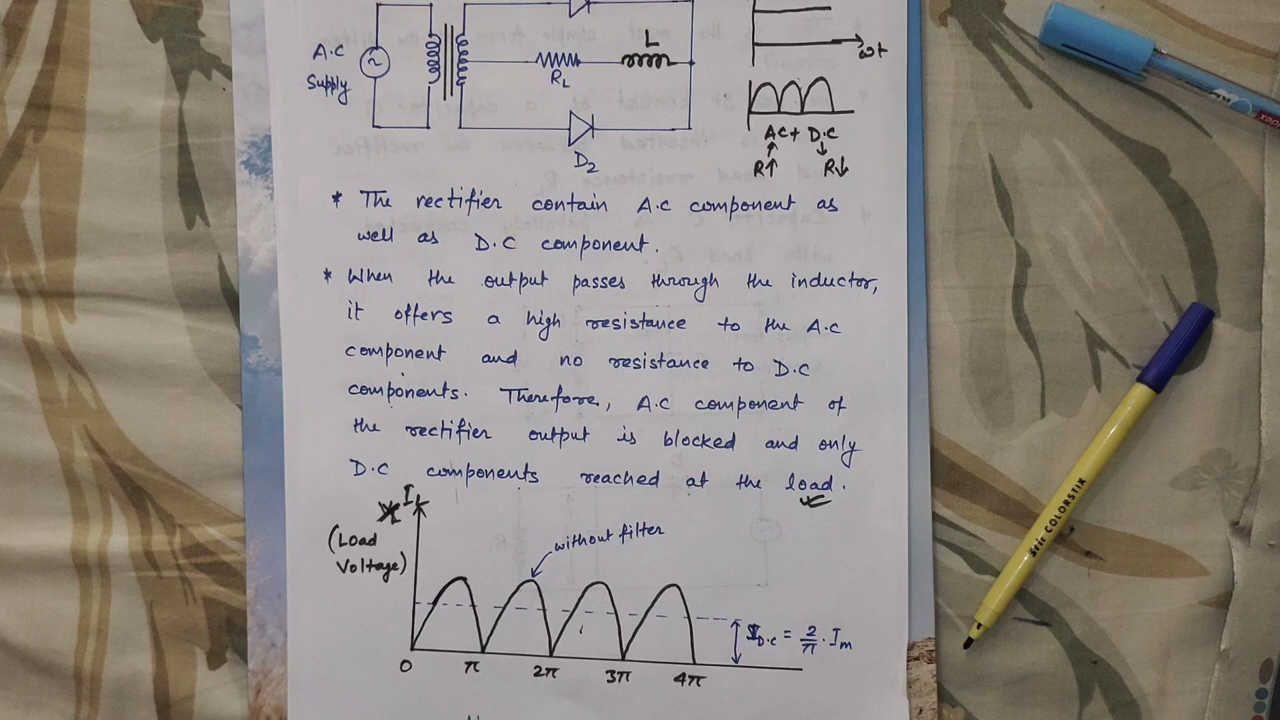 A.C
Supply
RL
L
D2
ωt
AC+ D.C
R↑ R↓
* The rectifier contain A.C component as
well as D.C component.
* When the output passes through the inductor,
it offers a high resistance to the A.C
component and no resistance to D.C
components. Therefore, A.C component of
the rectifier output is blocked and only
D.C components reached at the load.
I
(Load
Voltage)
without filter
ID.C = 2/π . Im
0 π 2π 3π 4π
Stic COLORSTIX